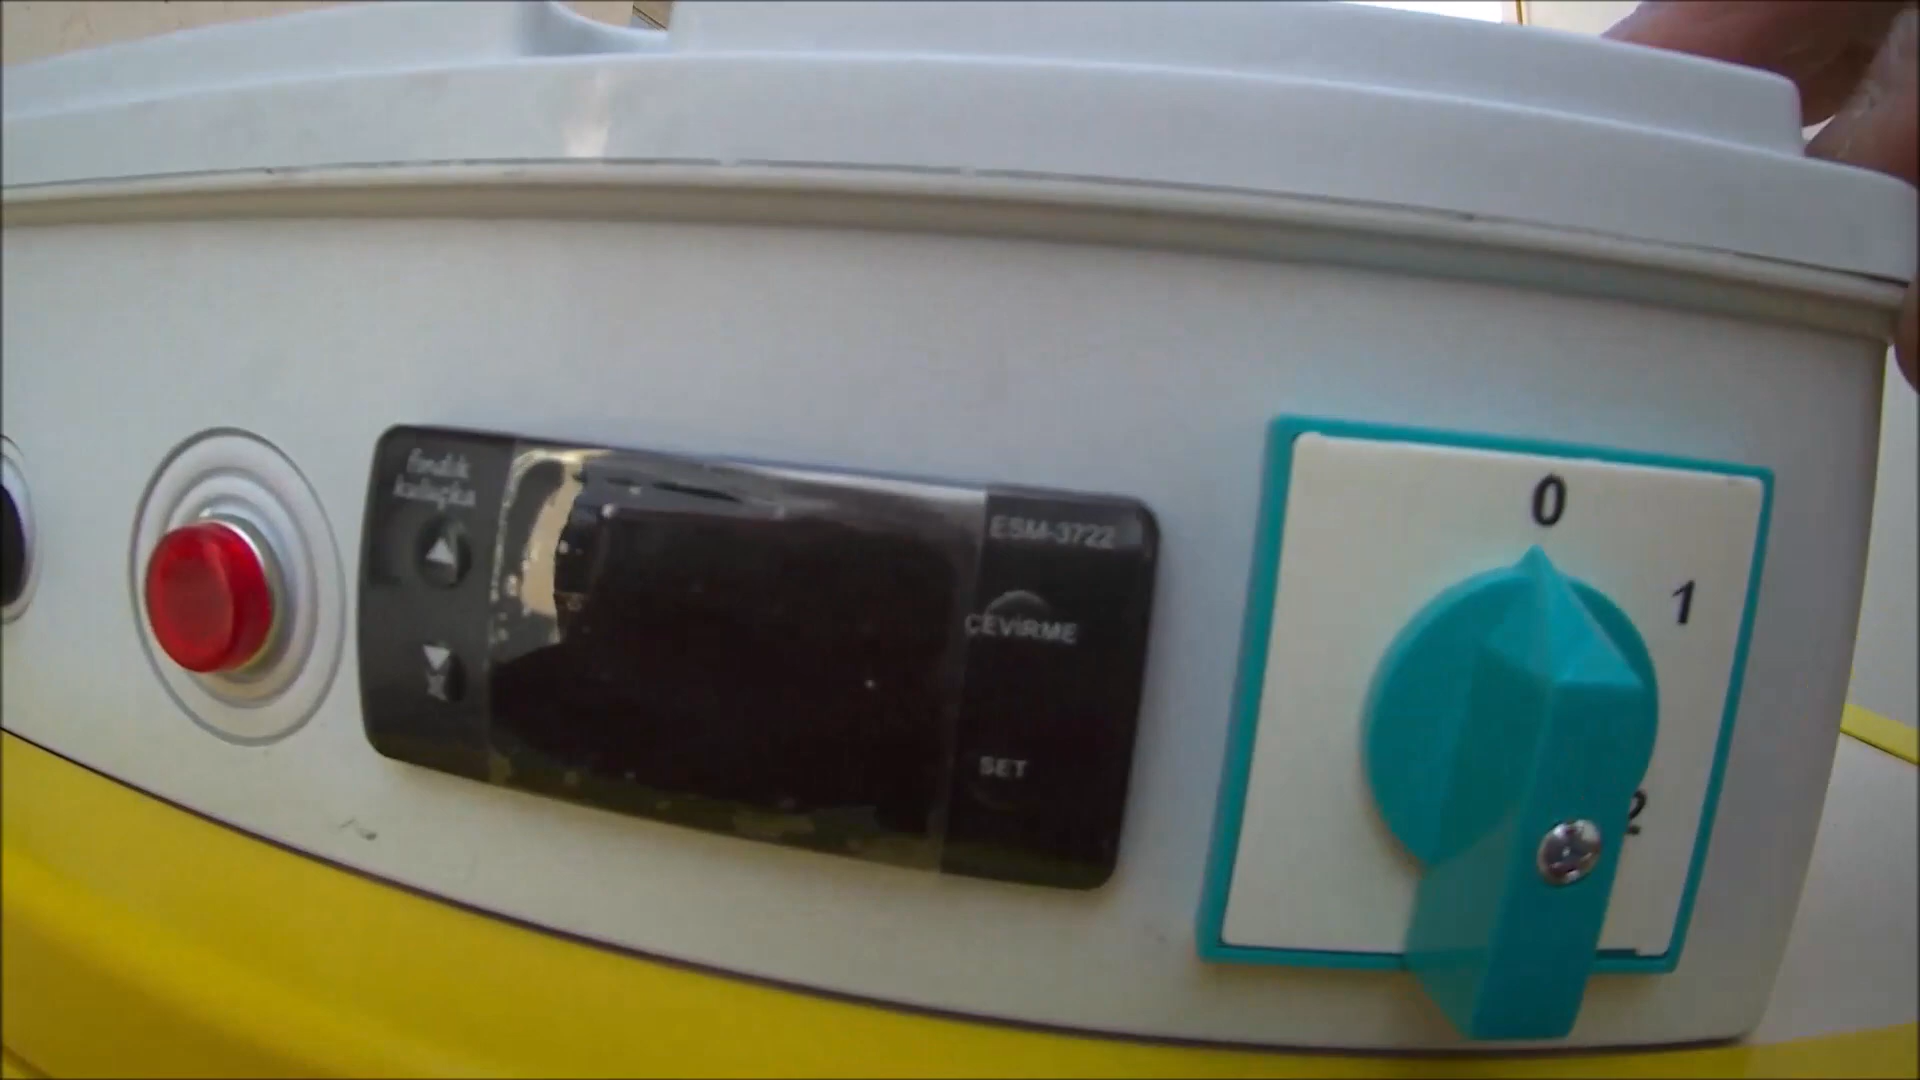 fındık
kuluçka
ESM-3722
ÇEVİRME
SET
0
1
2